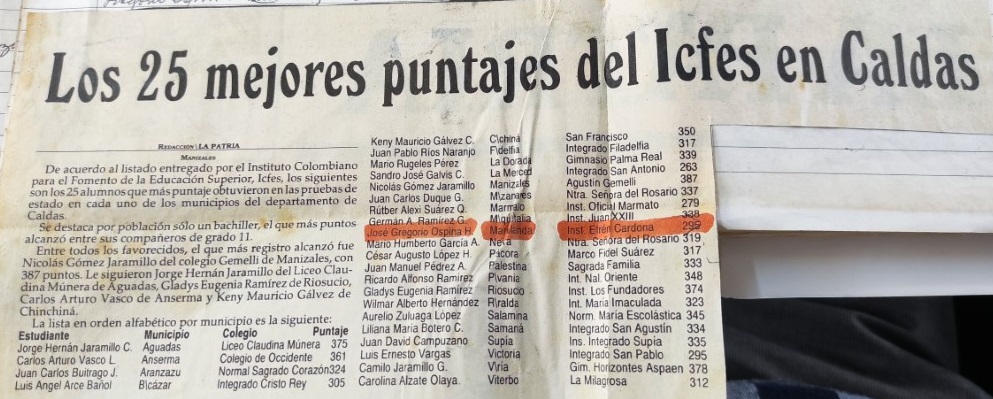 Los 25 mejores puntajes del Icfes en Caldas
REDACCION LA PATRIA
MANIZALES
De acuerdo al listado entregado por el Instituto Colombiano
para el Fomento de la Educación Superior, Icfes, los siguientes
son los 25 alumnos que más puntaje obtuvieron en las pruebas de
estado en cada uno de los municipios del departamento de
Caldas.
Se destaca por población sólo un bachiller, el que más puntos
alcanzó entre sus compañeros de grado 11.
Entre todos los favorecidos, el que más registro alcanzó fue
Nicolás Gómez Jaramillo del colegio Gemelli de Manizales, con
387 puntos. Le siguieron Jorge Hernán Jaramillo del Liceo Clau-
dina Múnera de Aguadas, Gladys Eugenia Ramírez de Riosucio,
Carlos Arturo Vasco de Anserma y Keny Mauricio Gálvez de
Chinchiná.
La lista en orden alfabético por municipio es la siguiente:
Estudiante Municipio Colegio Puntaje
Jorge Hernán Jaramillo C. Aguadas Liceo Claudina Múnera 375
Carlos Arturo Vasco L Anserma Colegio de Occidente 361
Juan Carlos Buitrago J. Aranzazu Normal Sagrado Corazón 324
Luis Angel Arce Bañol Integrado Cristo Rey 305
Keny Mauricio Gálvez C. San Francisco 350
Juan Pablo Ríos Naranjo Integrado Filadelfia 317
Mario Rugeles Pérez La Dorada Gimnasio Palma Real 339
Sandro José Galvis C. La Merced Integrado San Antonio 263
Nicolás Gómez Jaramillo Manizales Agustín Gemelli 387
Juan Carlos Duque G. Ntra. Señora del Rosario 337
Rútber Alexi Suárez Q. Inst. Oficial Marmato 279
Germán A. Ramírez G. Inst. Juan XXIII 338
José Gregorio Ospina H. Inst. Efrén Cardona 295
Mario Humberto García A. Ntra. Señora del Rosario 319
César Augusto López H. Pácora Marco Fidel Suárez 317
Juan Manuel Pédrez A. Palestina Sagrada Familia 333
Ricardo Alfonso Ramírez Int. Nal. Oriente 348
Gladys Eugenia Ramírez Riosucio Inst. Los Fundadores 374
Wilmar Alberto Hernández Int. María Imaculada 323
Aurelio Zuluaga López Salamina Norm. María Escolástica 345
Liliana María Botero C. Samaná Integrado San Agustín 334
Juan David Campuzano Supía Ins. Integrado Supía 335
Luis Ernesto Vargas Victoria Integrado San Pablo 295
Camilo Jaramillo G. Gim. Horizontes Aspaen 378
Carolina Alzate Olaya. Viterbo La Milagrosa 312